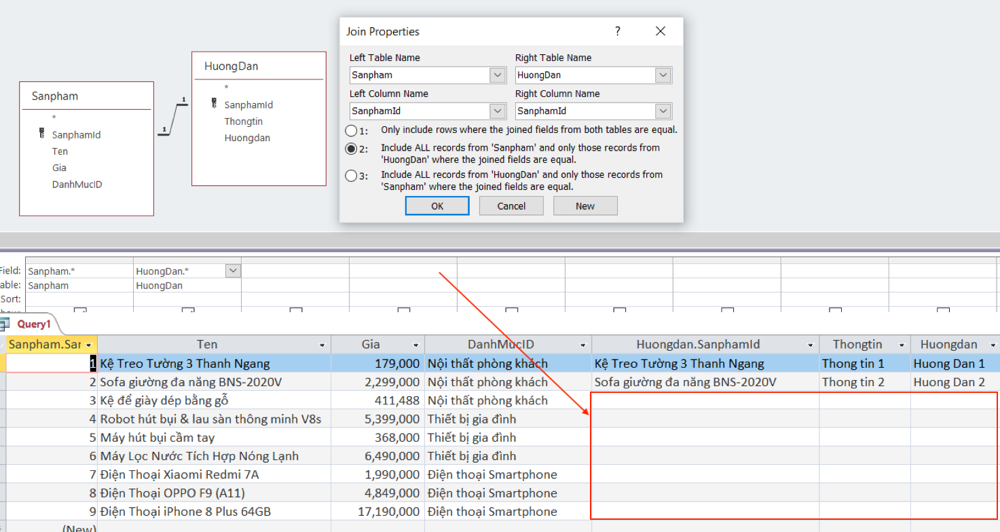 Join Properties
?
Left Table Name
Right Table Name
Sanpham
HuongDan
Left Column Name
Right Column Name
SanphamId
SanphamId
1:
Only include rows where the joined fields from both tables are equal.
2:
Include ALL records from 'Sanpham' and only those records from
'HuongDan' where the joined fields are equal.
3:
Include ALL records from 'HuongDan' and only those records from
'Sanpham' where the joined fields are equal.
OK
Cancel
New
HuongDan
*
SanphamId
Thongtin
Huongdan
Sanpham
*
SanphamId
Ten
Gia
DanhMucID
1
1
Field:
Sanpham.*
HuongDan.*
able:
Sanpham
HuongDan
Sort:
Query1
Sanpham.Sar
Ten
Gia
DanhMucID
Huongdan.SanphamId
Thongtin
Huongdan
1 Kệ Treo Tường 3 Thanh Ngang 179,000 Nội thất phòng khách Kệ Treo Tường 3 Thanh Ngang Thong tin 1 Huong Dan 1
2 Sofa giường đa năng BNS-2020V 2,299,000 Nội thất phòng khách Sofa giường đa năng BNS-2020V Thong tin 2 Huong Dan 2
3 Kệ để giày dép bằng gỗ 411,488 Nội thất phòng khách
4 Robot hút bụi & lau sàn thông minh V8s 5,399,000 Thiết bị gia đình
5 Máy hút bụi cầm tay 368,000 Thiết bị gia đình
6 Máy Lọc Nước Tích Hợp Nóng Lạnh 6,490,000 Thiết bị gia đình
7 Điện Thoại Xiaomi Redmi 7A 1,990,000 Điện thoại Smartphone
8 Điện Thoại OPPO F9 (A11) 4,849,000 Điện thoại Smartphone
9 Điện Thoại iPhone 8 Plus 64GB 17,190,000 Điện thoại Smartphone
(New)